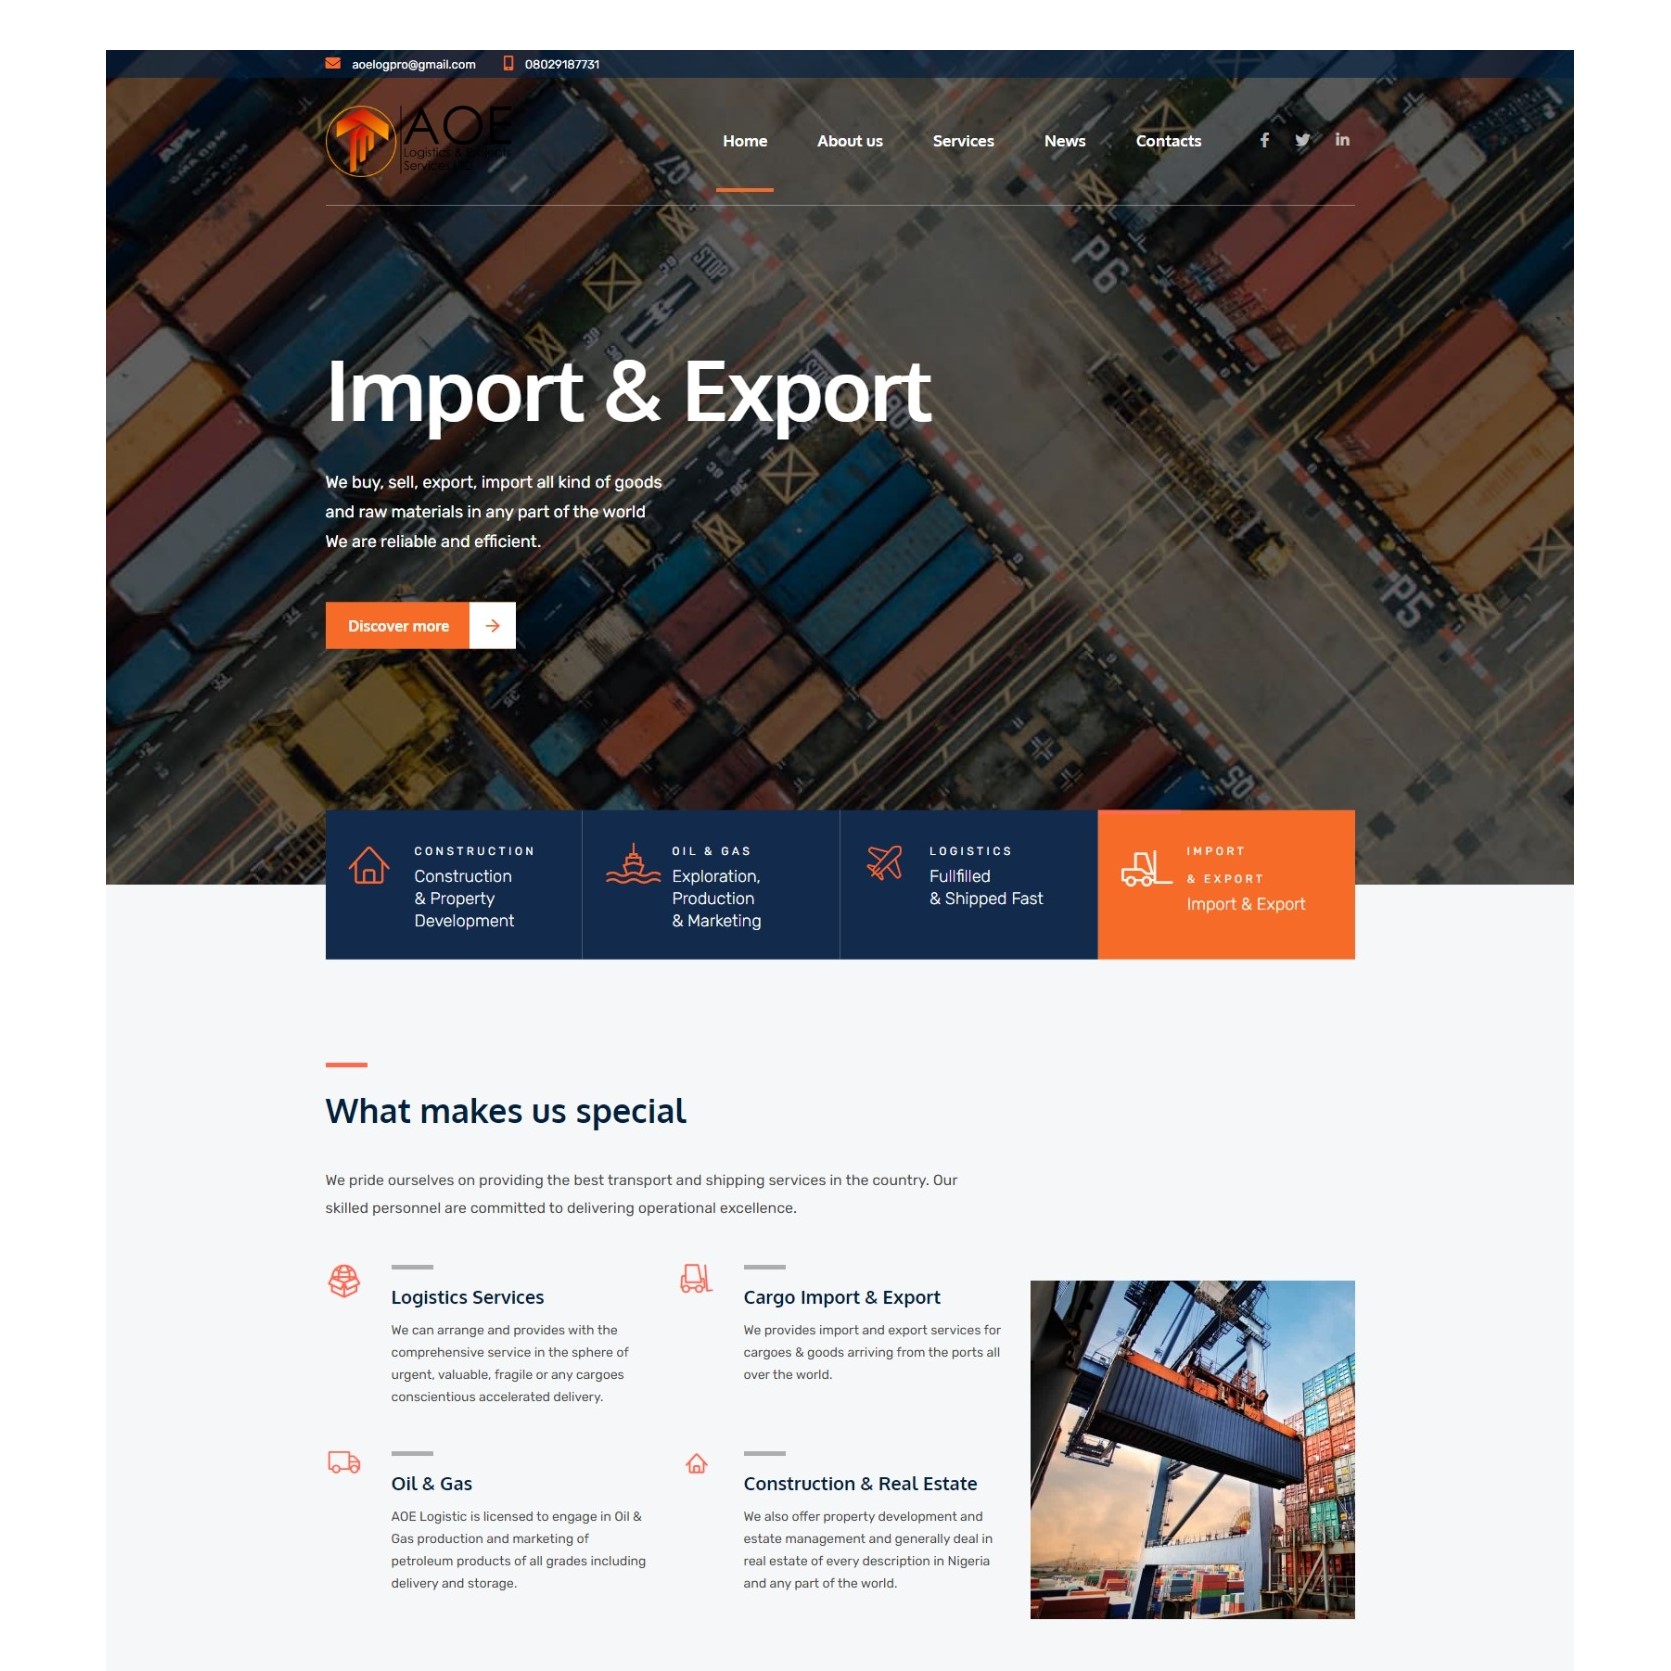 aoelogpro@gmail.com 08029187731
AOE
Logistics &
Services
Home About us Services News Contacts
STOP
P6
P5
Import & Export
We buy, sell, export, import all kind of goods
and raw materials in any part of the world
We are reliable and efficient.
Discover more
CONSTRUCTION
Construction
& Property
Development
OIL & GAS
Exploration,
Production
& Marketing
LOGISTICS
Fullfilled
& Shipped Fast
IMPORT
& EXPORT
Import & Export
What makes us special
We pride ourselves on providing the best transport and shipping services in the country. Our
skilled personnel are committed to delivering operational excellence.
Logistics Services
We can arrange and provides with the
comprehensive service in the sphere of
urgent, valuable, fragile or any cargoes
conscientious accelerated delivery.
Cargo Import & Export
We provides import and export services for
cargoes & goods arriving from the ports all
over the world.
Oil & Gas
AOE Logistic is licensed to engage in Oil &
Gas production and marketing of
petroleum products of all grades including
delivery and storage.
Construction & Real Estate
We also offer property development and
estate management and generally deal in
real estate of every description in Nigeria
and any part of the world.